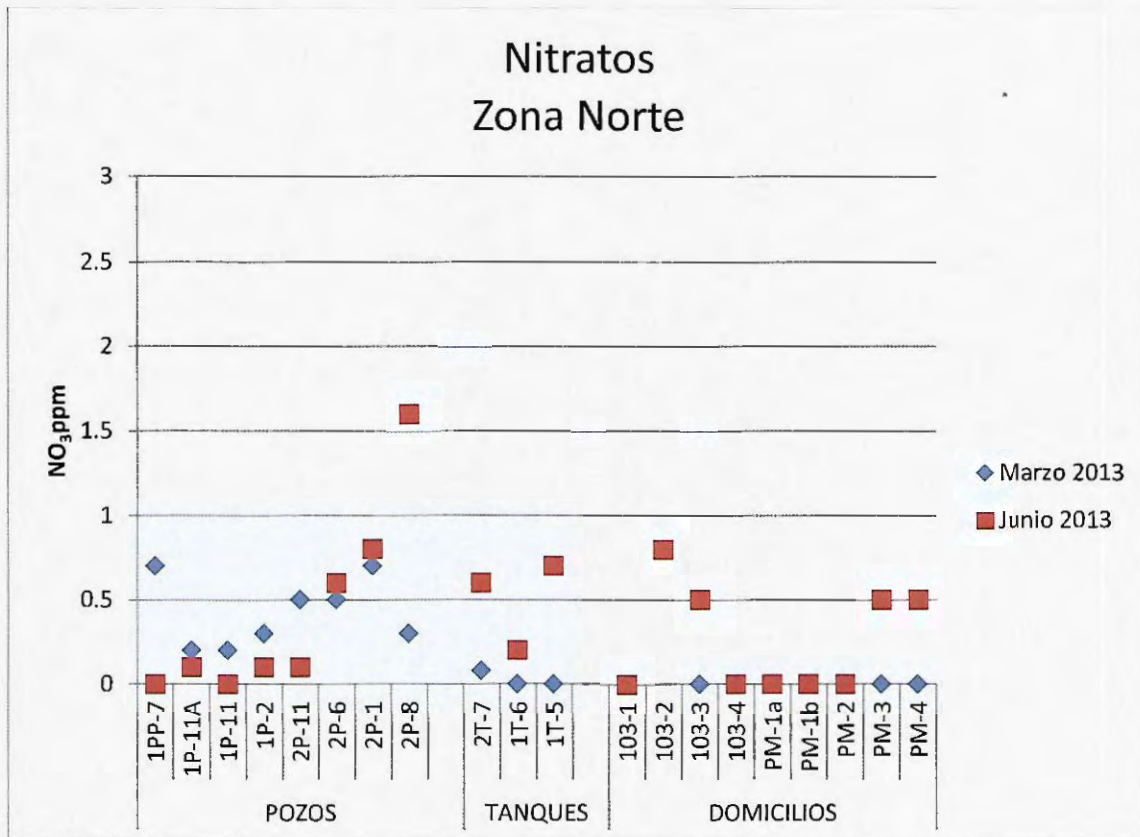 Nitratos
Zona Norte
3
2.5
2
1.5
1
0.5
0
NO₃ppm
1PP-7
1P-11A
1P-11
1P-2
2P-11
2P-6
2P-1
2P-8
2T-7
1T-6
1T-5
103-1
103-2
103-3
103-4
PM-1a
PM-1b
PM-2
PM-3
PM-4
POZOS
TANQUES
DOMICILIOS
Marzo 2013
Junio 2013